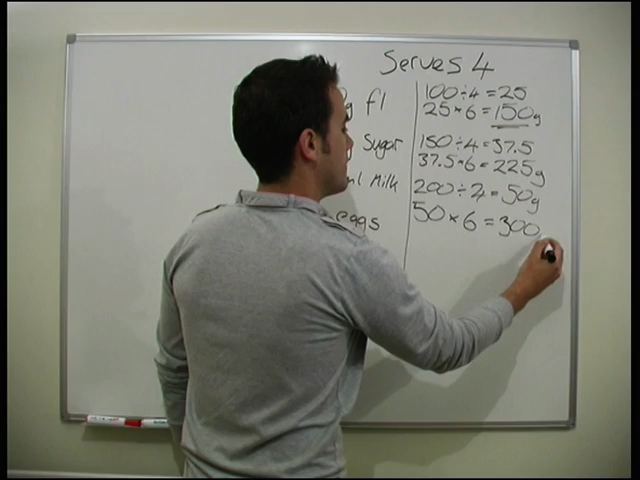 Serves 4
g fl
100÷4=25
25×6=150g
Sugar
150÷4=37.5
37.5×6=225g
ml Milk
200÷4=50g
eggs
50×6=300